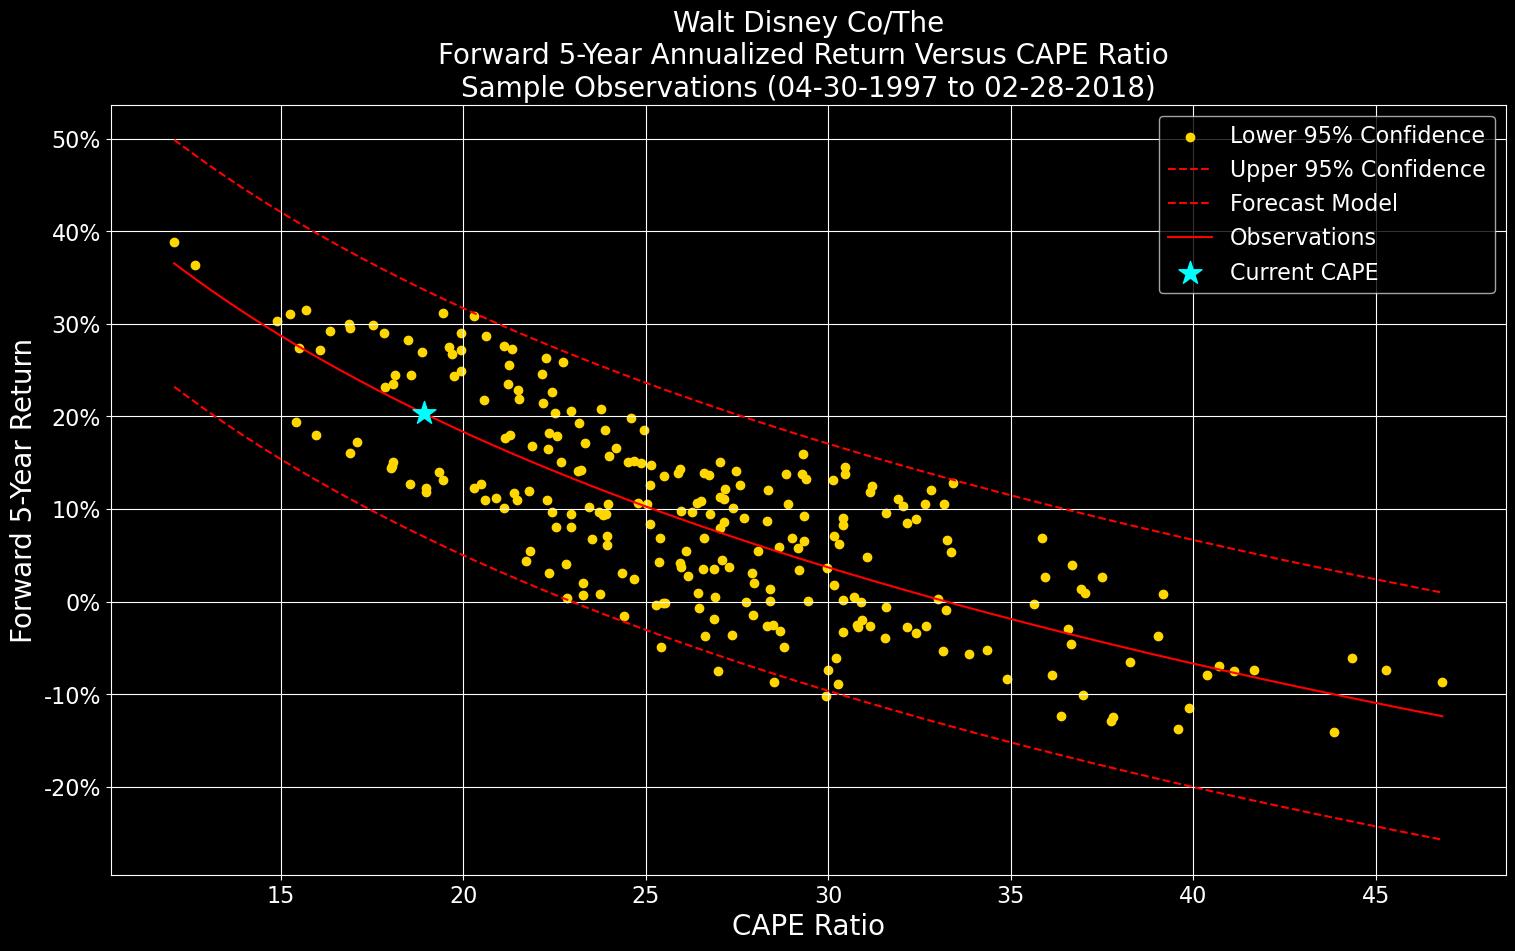 Walt Disney Co/The
Forward 5-Year Annualized Return Versus CAPE Ratio
Sample Observations (04-30-1997 to 02-28-2018)
Lower 95% Confidence
Upper 95% Confidence
Forecast Model
Observations
Current CAPE
Forward 5-Year Return
50%
40%
30%
20%
10%
0%
-10%
-20%
15 20 25 30 35 40 45
CAPE Ratio